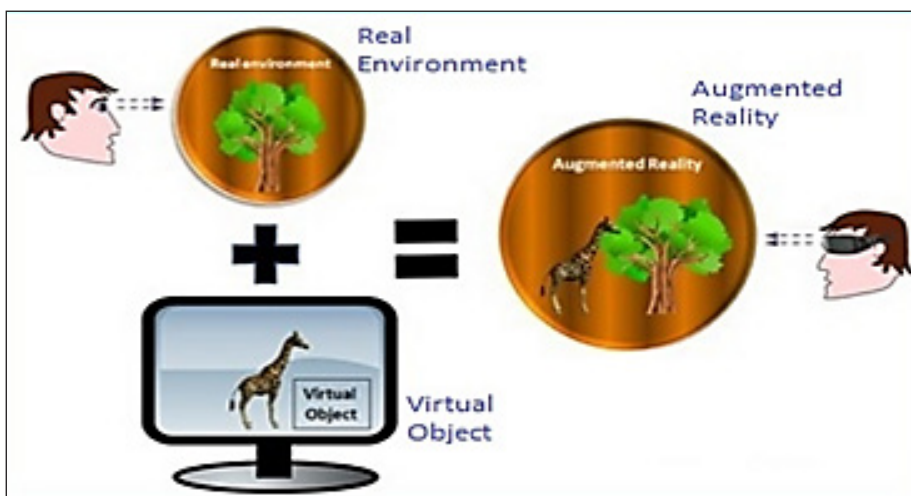 Real
Environment
Real environment
Augmented
Reality
Augmented Reality
Virtual
Object
Virtual
Object